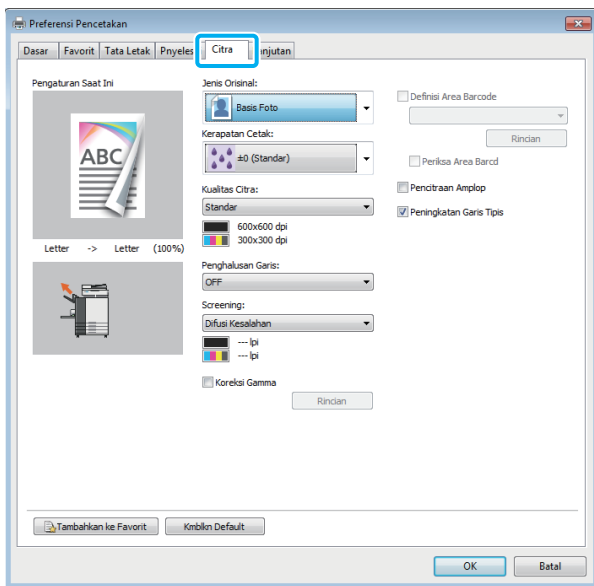 Preferensi Pencetakan
Dasar Favorit Tata Letak Pnyeles Citra njutan
Pengaturan Saat Ini
ABC
Letter -> Letter (100%)
Jenis Orisinal:
Basis Foto
Kerapatan Cetak:
±0 (Standar)
Kualitas Citra:
Standar
600x600 dpi
300x300 dpi
Penghalusan Garis:
OFF
Screening:
Difusi Kesalahan
--- lpi
--- lpi
Koreksi Gamma
Rincian
Definisi Area Barcode
Rincian
Periksa Area Barcd
Pencitraan Amplop
Peningkatan Garis Tipis
Tambahkan ke Favorit Kmblkn Default
OK Batal